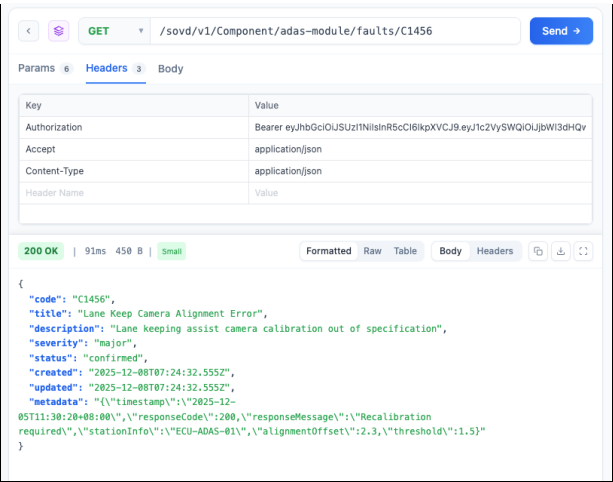 GET ▼ /sovd/v1/Component/adas-module/faults/C1456 Send →
Params 6 Headers 3 Body
Key Value
Authorization Bearer
Accept application/json
Content-Type application/json
Header Name Value
200 OK | 91ms 450 B | Small Formatted Raw Table Body Headers
{
"code": "C1456",
"title": "Lane Keep Camera Alignment Error",
"description": "Lane keeping assist camera calibration out of specification",
"severity": "major",
"status": "confirmed",
"created": "2025-12-08T07:24:32.555Z",
"updated": "2025-12-08T07:24:32.555Z",
"metadata": "{\"timestamp\":\"2025-12-
05T11:30:20+08:00\",\"responseCode\":200,\"responseMessage\":\"Recalibration
required\",\"stationInfo\":\"ECU-ADAS-01\",\"alignmentOffset\":2.3,\"threshold\":1.5}"
}